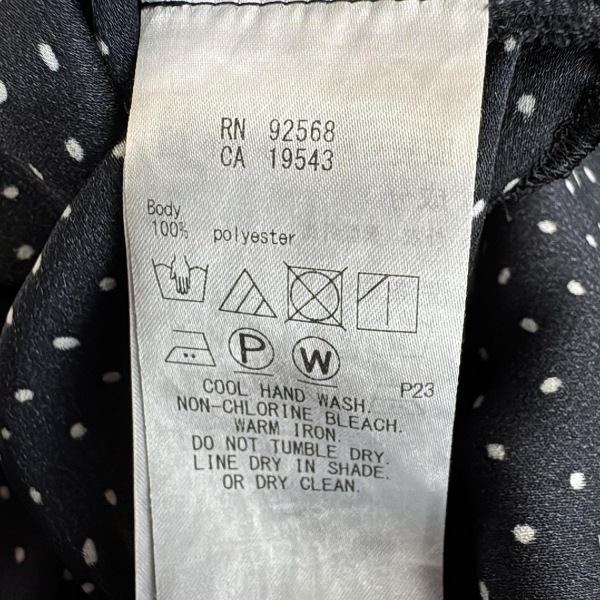 RN 92568
CA 19543
Body
100% polyester
P W
COOL HAND WASH. P23
NON-CHLORINE BLEACH.
WARM IRON.
DO NOT TUMBLE DRY.
LINE DRY IN SHADE.
OR DRY CLEAN.